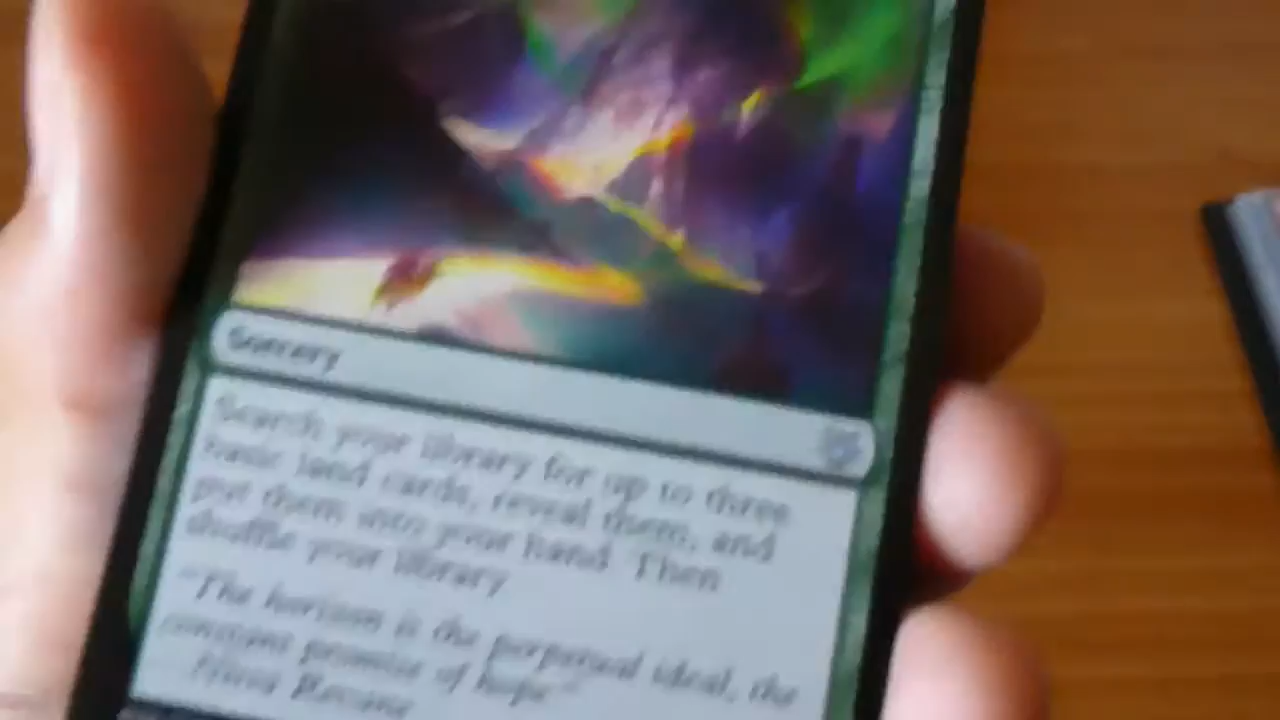 Sorcery
Search your library for up to three
basic land cards, reveal them, and
put them into your hand. Then
shuffle your library.
"The horizon is the perpetual ideal, the
constant promise of hope."